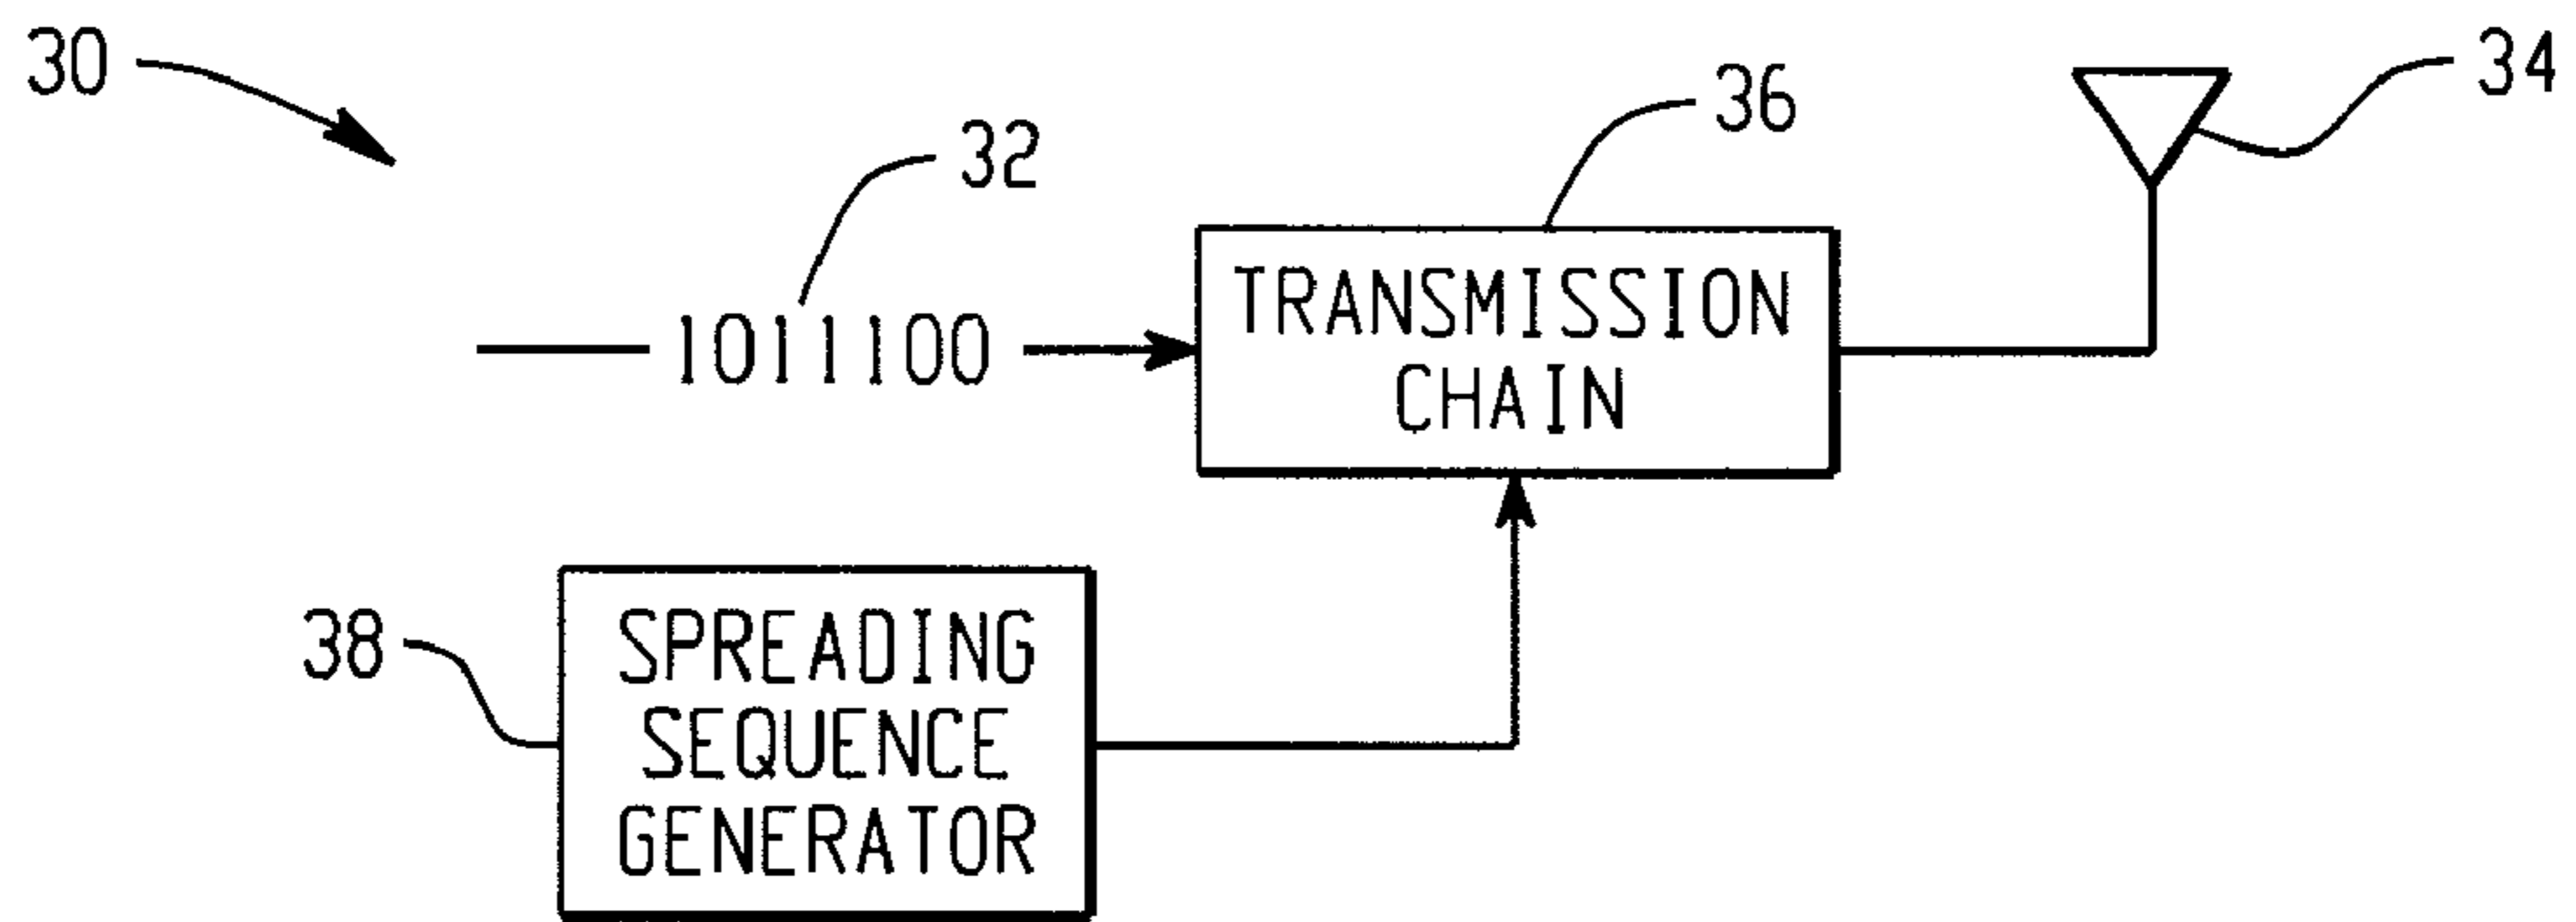 30
34
36
32
1011100
TRANSMISSION
CHAIN
38
SPREADING
SEQUENCE
GENERATOR